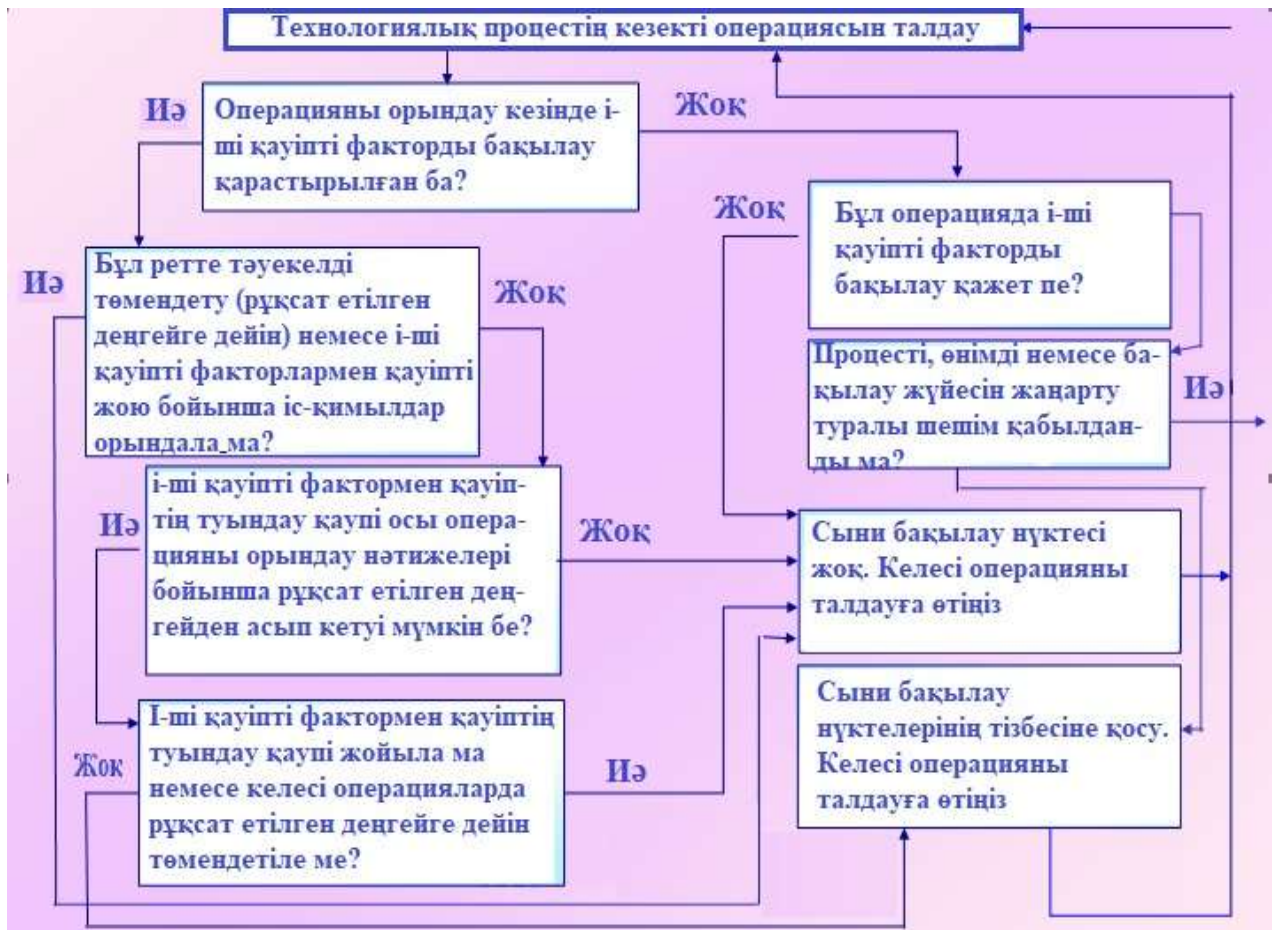 Технологиялық процестің кезекті операциясын талдау
Иә
Операцияны орындау кезінде і-
ші қауіпті факторды бақылау
қарастырылған ба?
Жоқ
Жоқ
Бұл операцияда і-ші
қауіпті факторды
бақылау қажет пе?
Иә
Бұл ретте тәуекелді
төмендету (рұқсат етілген
деңгейге дейін) немесе і-ші
қауіпті факторлармен қауіпті
жою бойынша іс-қимылдар
орындала ма?
Жоқ
Процесті, өнімді немесе ба-
қылау жүйесін жаңарту
туралы шешім қабылдан-
ды ма?
Иә
Иә
і-ші қауіпті фактормен қауіп-
тің туындау қаупі осы опера-
цияны орындау нәтижелері
бойынша рұқсат етілген дең-
гейден асып кетуі мүмкін бе?
Жоқ
Сыни бақылау нүктесі
жоқ. Келесі операцияны
талдауға өтіңіз
Жоқ
І-ші қауіпті фактормен қауіптің
туындау қаупі жойыла ма
немесе келесі операцияларда
рұқсат етілген деңгейге дейін
төмендетіле ме?
Иә
Сыни бақылау
нүктелерінің тізбесіне қосу.
Келесі операцияны
талдауға өтіңіз